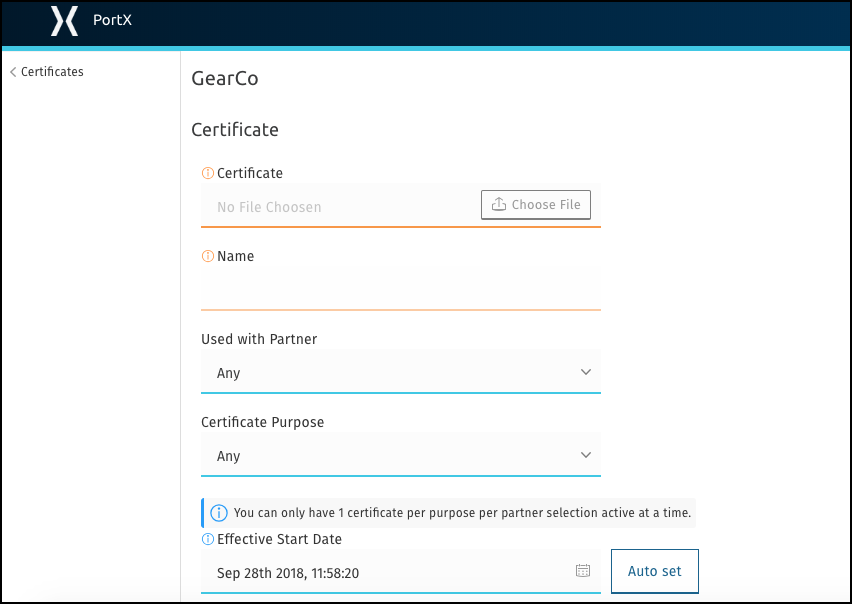 PortX
Certificates
GearCo
Certificate
Certificate
No File Choosen
Choose File
Name
Used with Partner
Any
Certificate Purpose
Any
You can only have 1 certificate per purpose per partner selection active at a time.
Effective Start Date
Sep 28th 2018, 11:58:20
Auto set